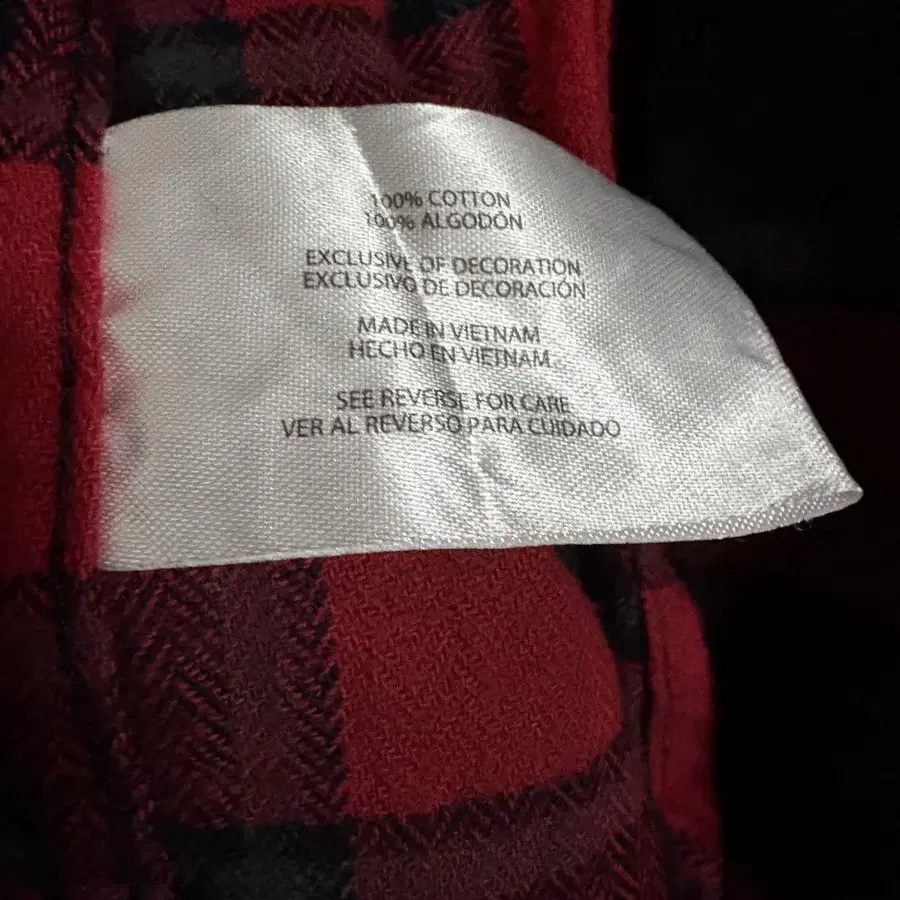 100% COTTON
100% ALGODÓN
EXCLUSIVE OF DECORATION
EXCLUSIVO DE DECORACIÓN
MADE IN VIETNAM
HECHO EN VIETNAM
SEE REVERSE FOR CARE
VER AL REVERSO PARA CUIDADO